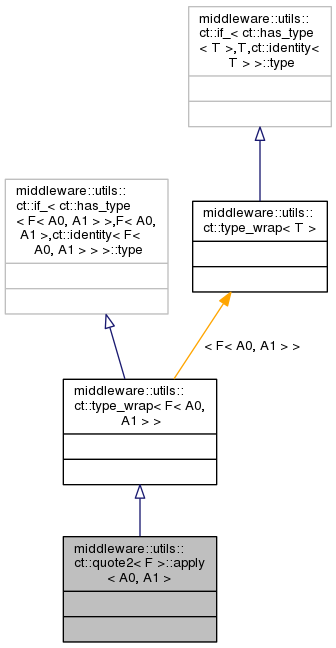 middleware::utils::
ct::if_< ct::has_type
< T >,T,ct::identity<
T > >::type
middleware::utils::
ct::if_< ct::has_type
< F< A0, A1 > >,F< A0,
A1 >,ct::identity< F<
A0, A1 > > >::type
middleware::utils::
ct::type_wrap< T >
< F< A0, A1 > >
middleware::utils::
ct::type_wrap< F< A0,
A1 > >
middleware::utils::
ct::quote2< F >::apply
< A0, A1 >